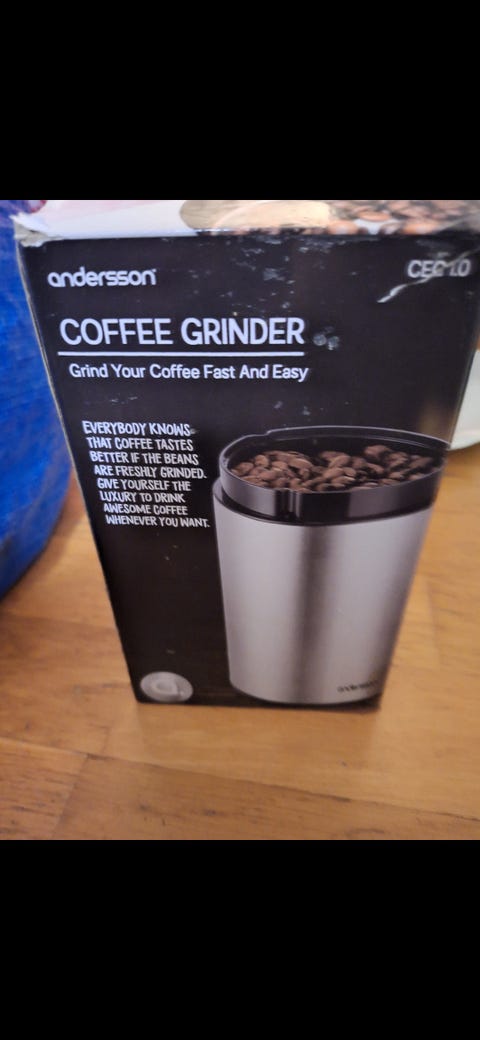 andersson
CEG 1.0
COFFEE GRINDER
Grind Your Coffee Fast And Easy
EVERYBODY KNOWS
THAT COFFEE TASTES
BETTER IF THE BEANS
ARE FRESHLY GRINDED.
GIVE YOURSELF THE
LUXURY TO DRINK
AWESOME COFFEE
WHENEVER YOU WANT.